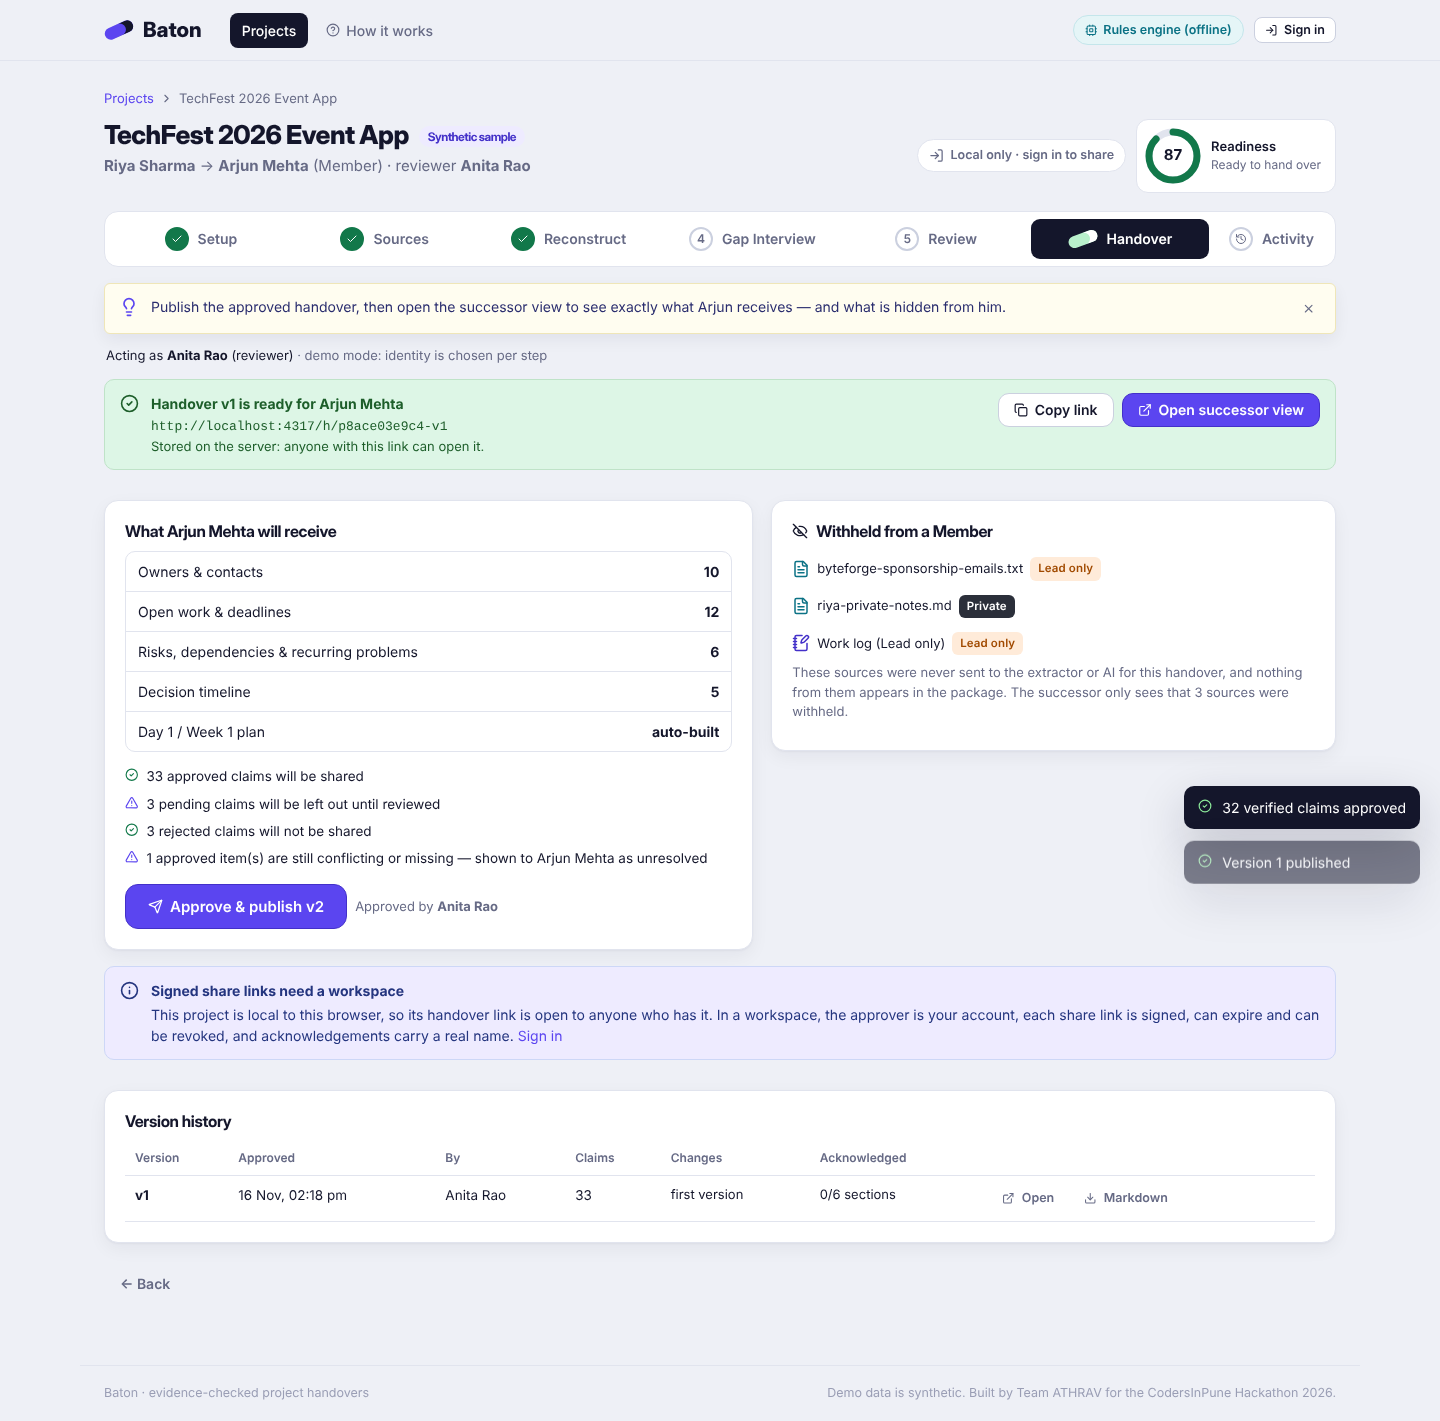 Baton
Projects
How it works
Rules engine (offline)
Sign in
Projects > TechFest 2026 Event App
TechFest 2026 Event App
Synthetic sample
Riya Sharma → Arjun Mehta (Member) · reviewer Anita Rao
Local only · sign in to share
87
Readiness
Ready to hand over
Setup
Sources
Reconstruct
4 Gap Interview
5 Review
Handover
Activity
Publish the approved handover, then open the successor view to see exactly what Arjun receives — and what is hidden from him.
Acting as Anita Rao (reviewer) · demo mode: identity is chosen per step
Handover v1 is ready for Arjun Mehta
http://localhost:4317/h/p8ace03e9c4-v1
Stored on the server: anyone with this link can open it.
Copy link
Open successor view
What Arjun Mehta will receive
Owners & contacts 10
Open work & deadlines 12
Risks, dependencies & recurring problems 6
Decision timeline 5
Day 1 / Week 1 plan auto-built
33 approved claims will be shared
3 pending claims will be left out until reviewed
3 rejected claims will not be shared
1 approved item(s) are still conflicting or missing — shown to Arjun Mehta as unresolved
Approve & publish v2
Approved by Anita Rao
Withheld from a Member
byteforge-sponsorship-emails.txt Lead only
riya-private-notes.md Private
Work log (Lead only) Lead only
These sources were never sent to the extractor or AI for this handover, and nothing
from them appears in the package. The successor only sees that 3 sources were
withheld.
32 verified claims approved
Version 1 published
Signed share links need a workspace
This project is local to this browser, so its handover link is open to anyone who has it. In a workspace, the approver is your account, each share link is signed, can expire and can
be revoked, and acknowledgements carry a real name. Sign in
Version history
Version Approved By Claims Changes Acknowledged
v1 16 Nov, 02:18 pm Anita Rao 33 first version 0/6 sections Open Markdown
← Back
Baton · evidence-checked project handovers
Demo data is synthetic. Built by Team ATHRAV for the CodersInPune Hackathon 2026.